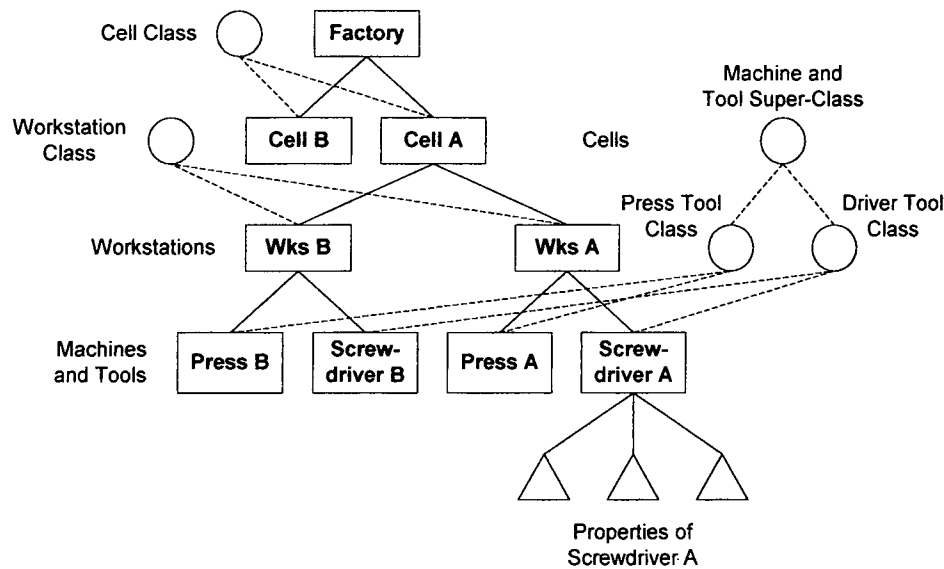 Cell Class
Factory
Machine and
Tool Super-Class
Workstation
Class
Cell B
Cell A
Cells
Press Tool
Class
Driver Tool
Class
Workstations
Wks B
Wks A
Machines
and Tools
Press B
Screw-
driver B
Press A
Screw-
driver A
Properties of
Screwdriver A